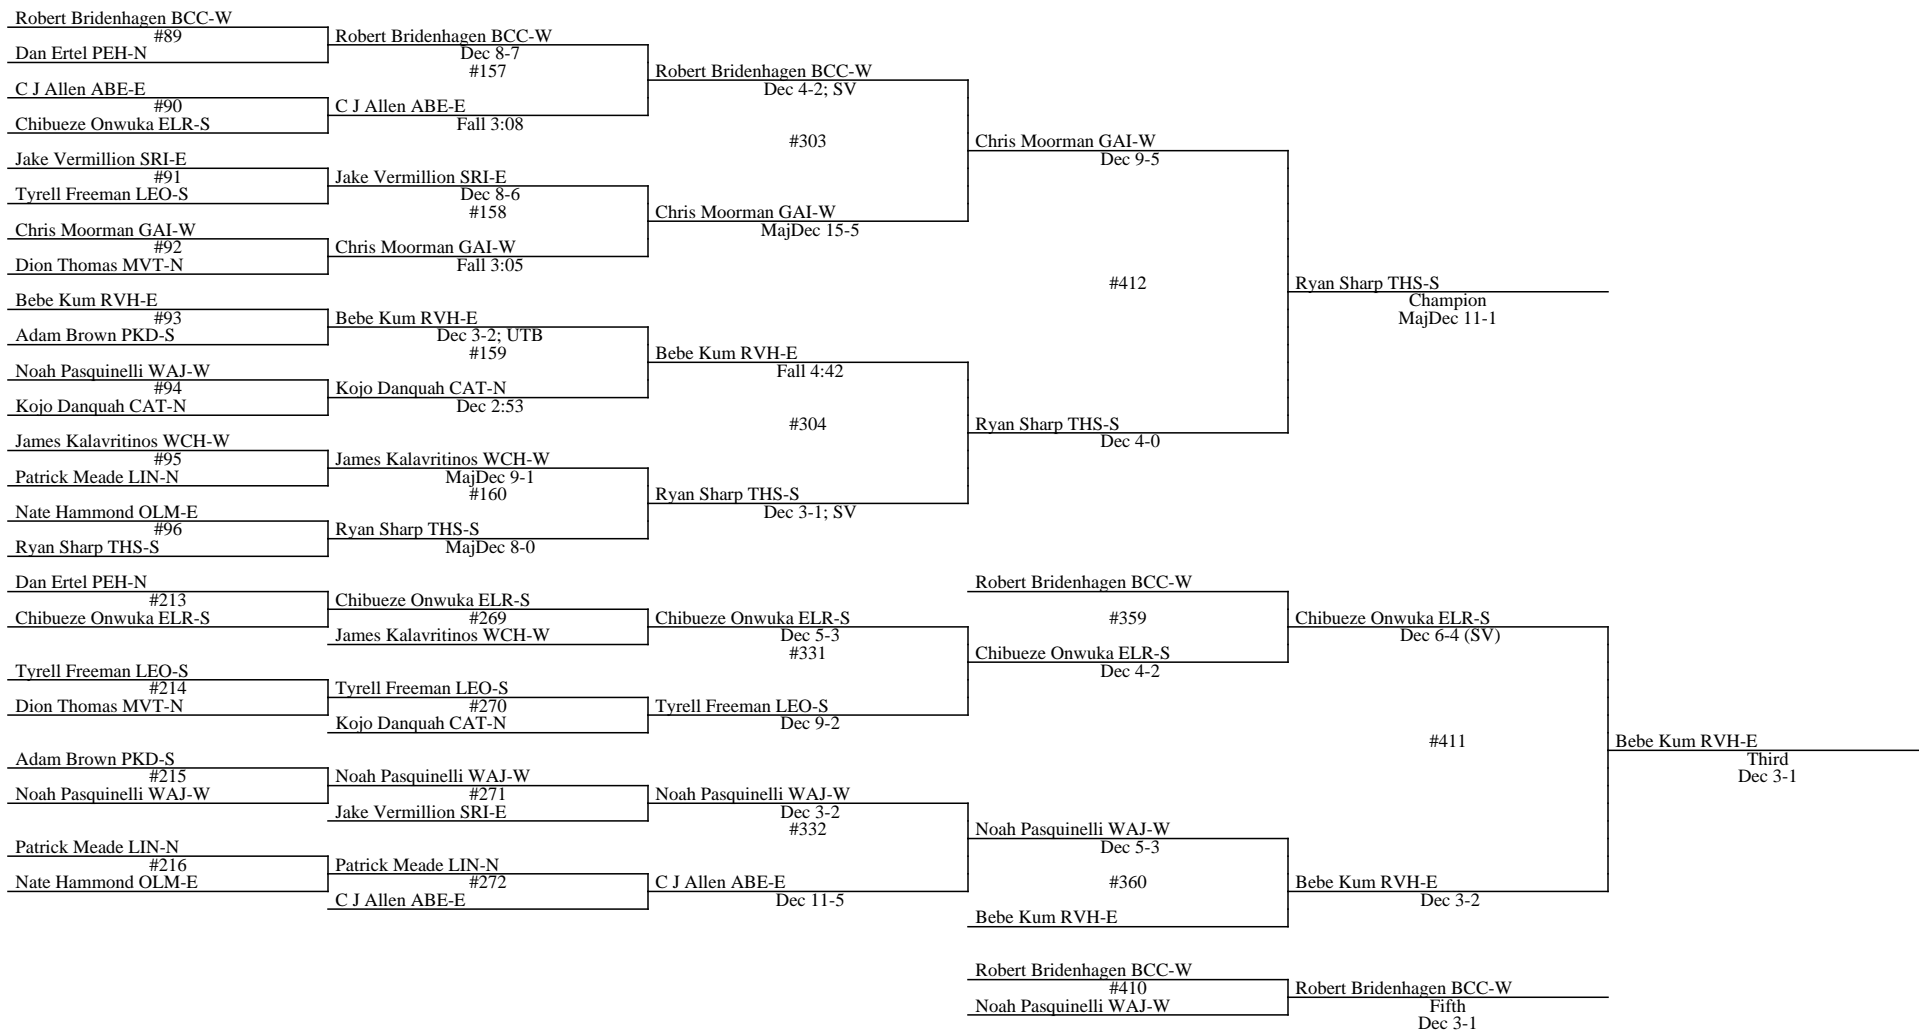 Robert Bridenhagen BCC-W
#89
Dan Ertel PEH-N
C J Allen ABE-E
#90
Chibueze Onwuka ELR-S
Jake Vermillion SRI-E
#91
Tyrell Freeman LEO-S
Chris Moorman GAI-W
#92
Dion Thomas MVT-N
Bebe Kum RVH-E
#93
Adam Brown PKD-S
Noah Pasquinelli WAJ-W
#94
Kojo Danquah CAT-N
James Kalavritinos WCH-W
#95
Patrick Meade LIN-N
Nate Hammond OLM-E
#96
Ryan Sharp THS-S
Robert Bridenhagen BCC-W
Dec 8-7
#157
C J Allen ABE-E
Fall 3:08
Jake Vermillion SRI-E
Dec 8-6
#158
Chris Moorman GAI-W
Fall 3:05
Bebe Kum RVH-E
Dec 3-2; UTB
#159
Kojo Danquah CAT-N
Dec 2:53
James Kalavritinos WCH-W
MajDec 9-1
#160
Ryan Sharp THS-S
MajDec 8-0
Robert Bridenhagen BCC-W
Dec 4-2; SV
#303
Chris Moorman GAI-W
MajDec 15-5
Bebe Kum RVH-E
Fall 4:42
#304
Ryan Sharp THS-S
Dec 3-1; SV
Chris Moorman GAI-W
Dec 9-5
#412
Ryan Sharp THS-S
Dec 4-0
Ryan Sharp THS-S
Champion
MajDec 11-1
Dan Ertel PEH-N
#213
Chibueze Onwuka ELR-S
Tyrell Freeman LEO-S
#214
Dion Thomas MVT-N
Adam Brown PKD-S
#215
Noah Pasquinelli WAJ-W
Patrick Meade LIN-N
#216
Nate Hammond OLM-E
Chibueze Onwuka ELR-S
#269
James Kalavritinos WCH-W
Tyrell Freeman LEO-S
#270
Kojo Danquah CAT-N
Noah Pasquinelli WAJ-W
#271
Jake Vermillion SRI-E
Patrick Meade LIN-N
#272
C J Allen ABE-E
Chibueze Onwuka ELR-S
Dec 5-3
#331
Tyrell Freeman LEO-S
Dec 9-2
Noah Pasquinelli WAJ-W
Dec 3-2
#332
C J Allen ABE-E
Dec 11-5
Robert Bridenhagen BCC-W
#359
Chibueze Onwuka ELR-S
Dec 4-2
Noah Pasquinelli WAJ-W
Dec 5-3
#360
Bebe Kum RVH-E
Chibueze Onwuka ELR-S
Dec 6-4 (SV)
#411
Bebe Kum RVH-E
Dec 3-2
Bebe Kum RVH-E
Third
Dec 3-1
Robert Bridenhagen BCC-W
#410
Noah Pasquinelli WAJ-W
Robert Bridenhagen BCC-W
Fifth
Dec 3-1